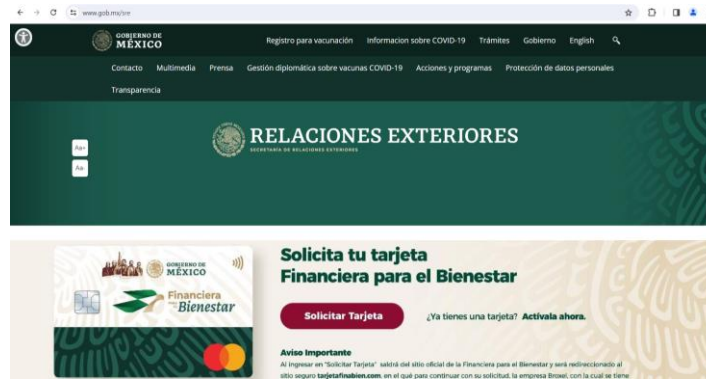 www.gob.mx/sre
GOBIERNO DE
MÉXICO
Registro para vacunación Informacion sobre COVID-19 Trámites Gobierno English
Contacto Multimedia Prensa Gestión diplomática sobre vacunas COVID-19 Acciones y programas Protección de datos personales
Transparencia
Aa+
Aa-
RELACIONES EXTERIORES
SECRETARÍA DE RELACIONES EXTERIORES
GOBIERNO DE
MÉXICO
Financiera
para el
Bienestar
Solicita tu tarjeta
Financiera para el Bienestar
Solicitar Tarjeta ¿Ya tienes una tarjeta? Actívala ahora.
Aviso Importante
Al ingresar en "Solicitar Tarjeta" saldrá del sitio oficial de la Financiera para el Bienestar y será redireccionado al
sitio seguro tarjetafinabien.com, en el qué para continuar con su solicitud, la empresa Broxel, con la cual se tiene